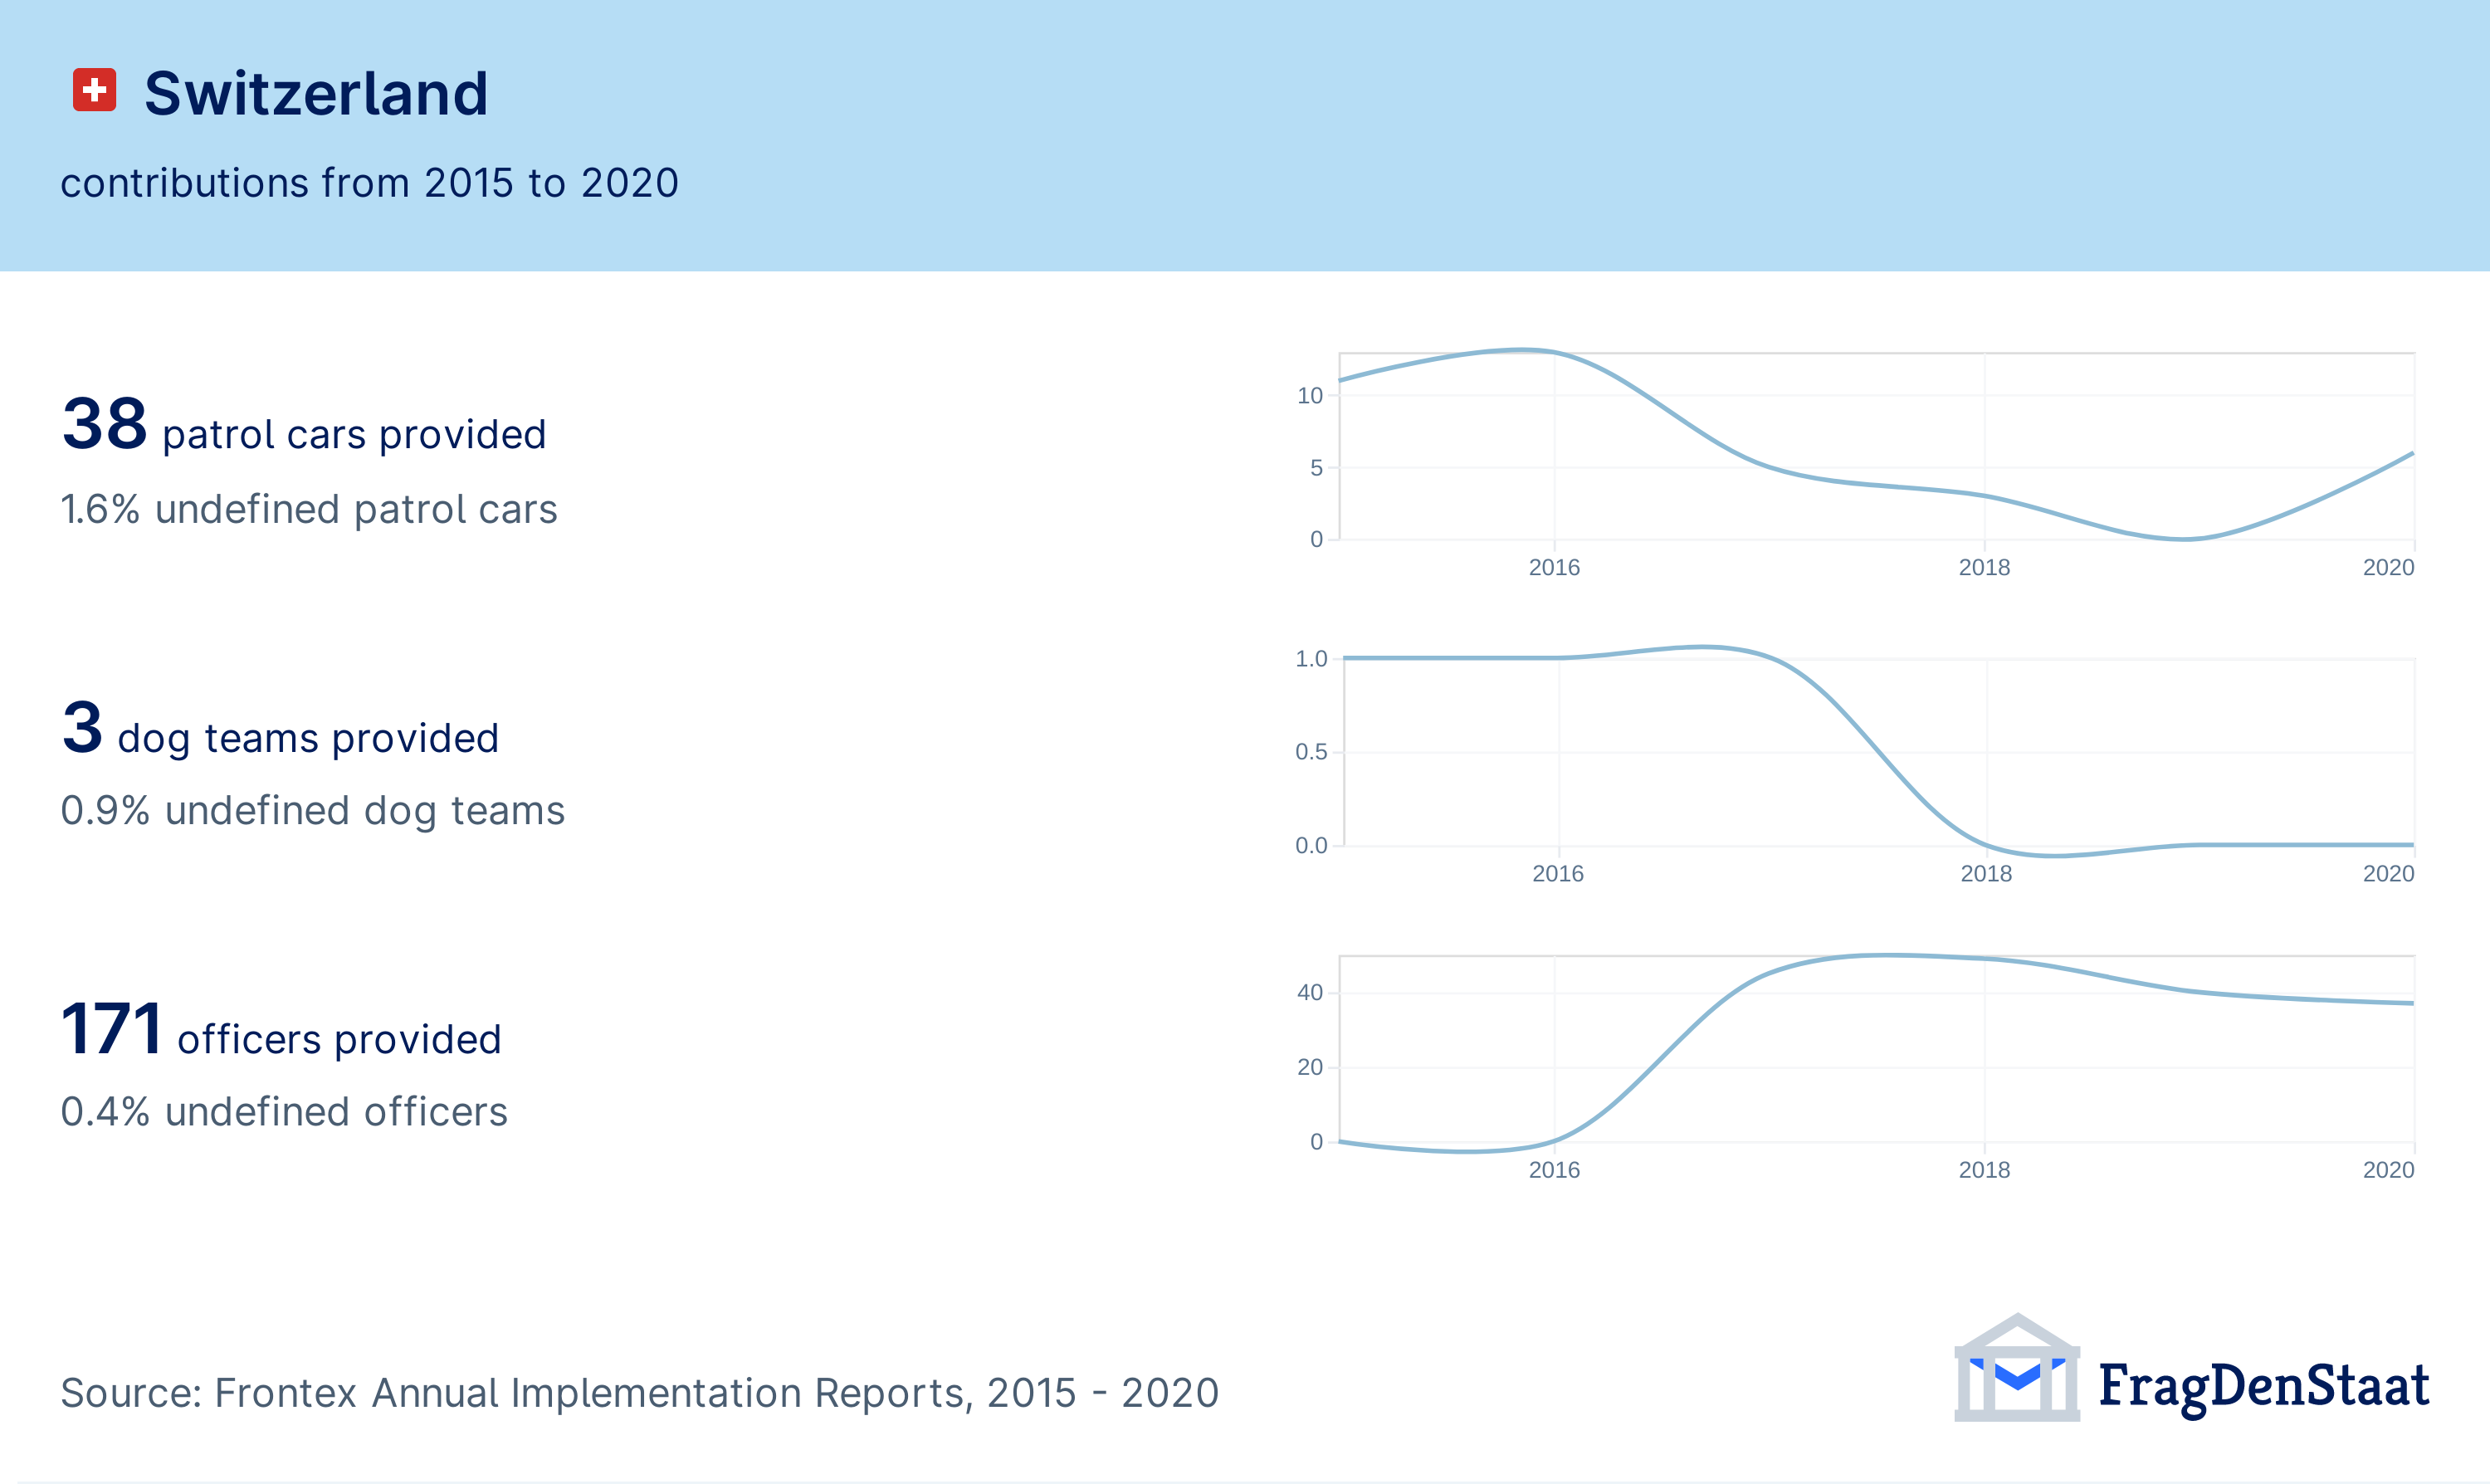 Switzerland
contributions from 2015 to 2020
38 patrol cars provided
1.6% undefined patrol cars
10
5
0
2016
2018
2020
3 dog teams provided
0.9% undefined dog teams
1.0
0.5
0.0
2016
2018
2020
171 officers provided
0.4% undefined officers
40
20
0
2016
2018
2020
Source: Frontex Annual Implementation Reports, 2015 - 2020
FragDenStaat